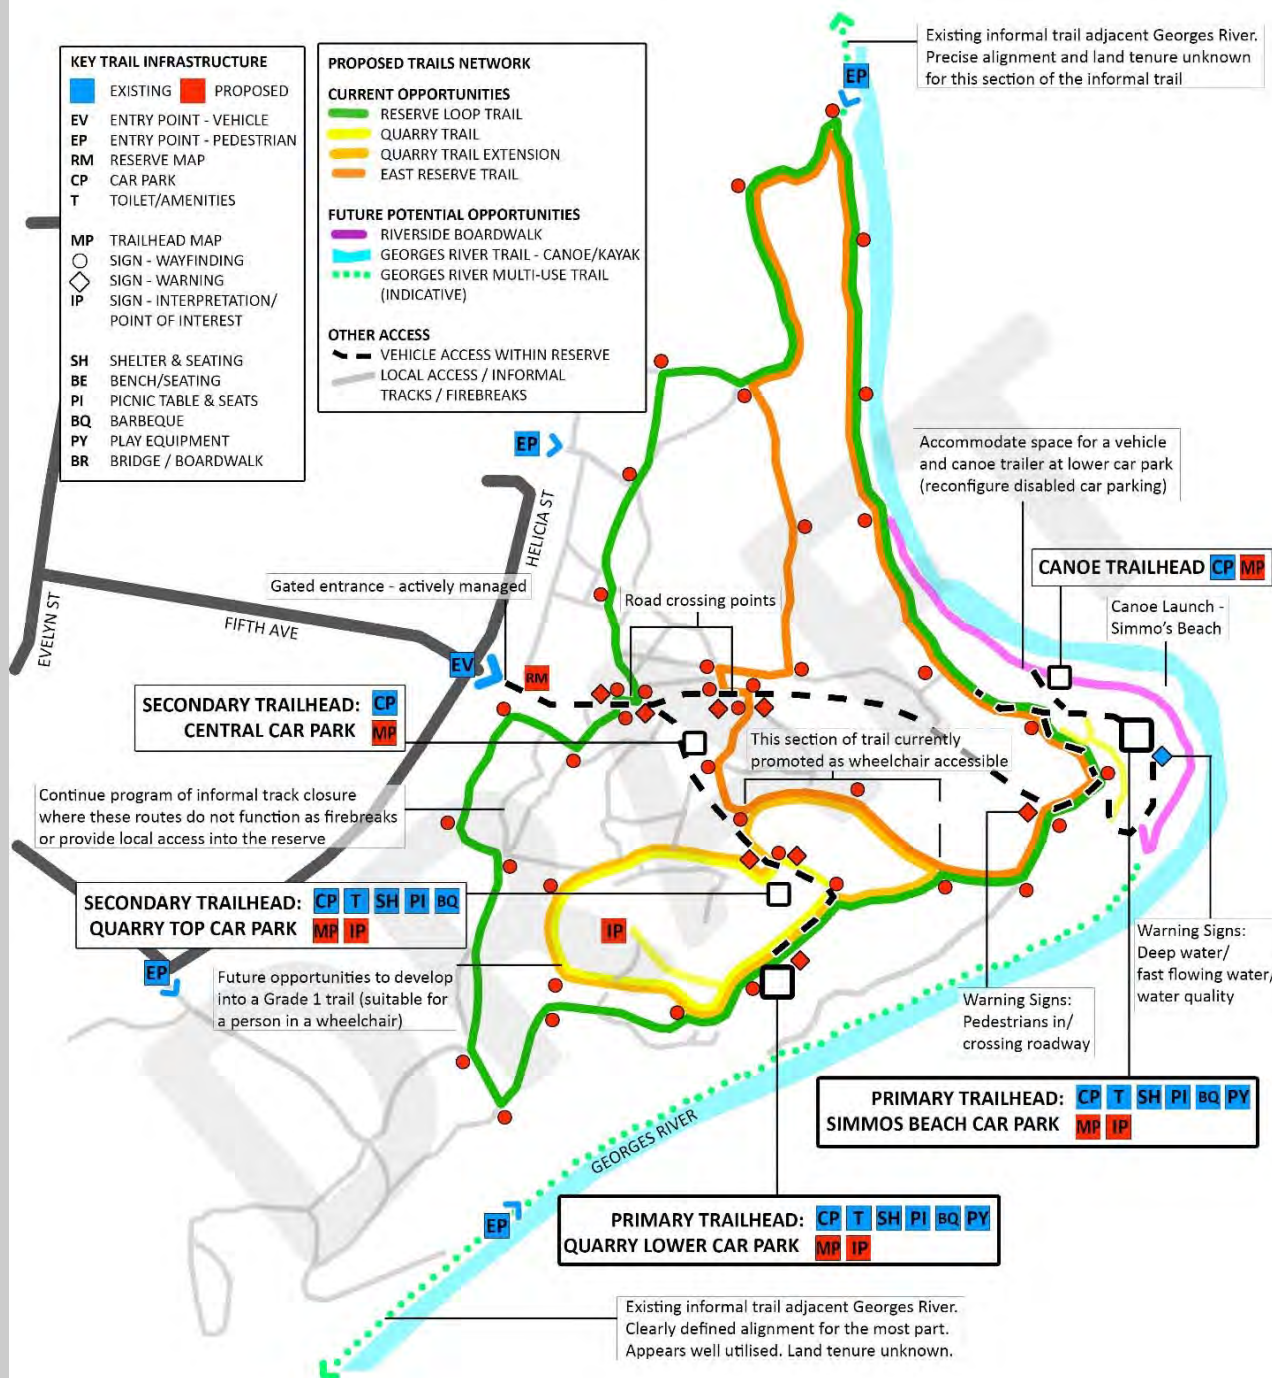 KEY TRAIL INFRASTRUCTURE
EXISTING PROPOSED
EV ENTRY POINT - VEHICLE
EP ENTRY POINT - PEDESTRIAN
RM RESERVE MAP
CP CAR PARK
T TOILET/AMENITIES
MP TRAILHEAD MAP
SIGN - WAYFINDING
SIGN - WARNING
IP SIGN - INTERPRETATION/
POINT OF INTEREST
SH SHELTER & SEATING
BE BENCH/SEATING
PI PICNIC TABLE & SEATS
BQ BARBEQUE
PY PLAY EQUIPMENT
BR BRIDGE / BOARDWALK
PROPOSED TRAILS NETWORK
CURRENT OPPORTUNITIES
RESERVE LOOP TRAIL
QUARRY TRAIL
QUARRY TRAIL EXTENSION
EAST RESERVE TRAIL
FUTURE POTENTIAL OPPORTUNITIES
RIVERSIDE BOARDWALK
GEORGES RIVER TRAIL - CANOE/KAYAK
GEORGES RIVER MULTI-USE TRAIL
(INDICATIVE)
OTHER ACCESS
VEHICLE ACCESS WITHIN RESERVE
LOCAL ACCESS / INFORMAL
TRACKS / FIREBREAKS
Existing informal trail adjacent Georges River.
Precise alignment and land tenure unknown
for this section of the informal trail
EP
EP
Accommodate space for a vehicle
and canoe trailer at lower car park
(reconfigure disabled car parking)
HELICIA ST
CANOE TRAILHEAD CP MP
Gated entrance - actively managed
Road crossing points
Canoe Launch -
Simmo's Beach
EVELYN ST
FIFTH AVE
EV
RM
SECONDARY TRAILHEAD: CP
CENTRAL CAR PARK MP
This section of trail currently
promoted as wheelchair accessible
Continue program of informal track closure
where these routes do not function as firebreaks
or provide local access into the reserve
SECONDARY TRAILHEAD: CP T SH PI BQ
QUARRY TOP CAR PARK MP IP
IP
EP
Future opportunities to develop
into a Grade 1 trail (suitable for
a person in a wheelchair)
Warning Signs:
Deep water/
fast flowing water/
water quality
Warning Signs:
Pedestrians in/
crossing roadway
PRIMARY TRAILHEAD: CP T SH PI BQ PY
SIMMOS BEACH CAR PARK MP IP
GEORGES RIVER
EP
PRIMARY TRAILHEAD: CP T SH PI BQ PY
QUARRY LOWER CAR PARK MP IP
Existing informal trail adjacent Georges River.
Clearly defined alignment for the most part.
Appears well utilised. Land tenure unknown.